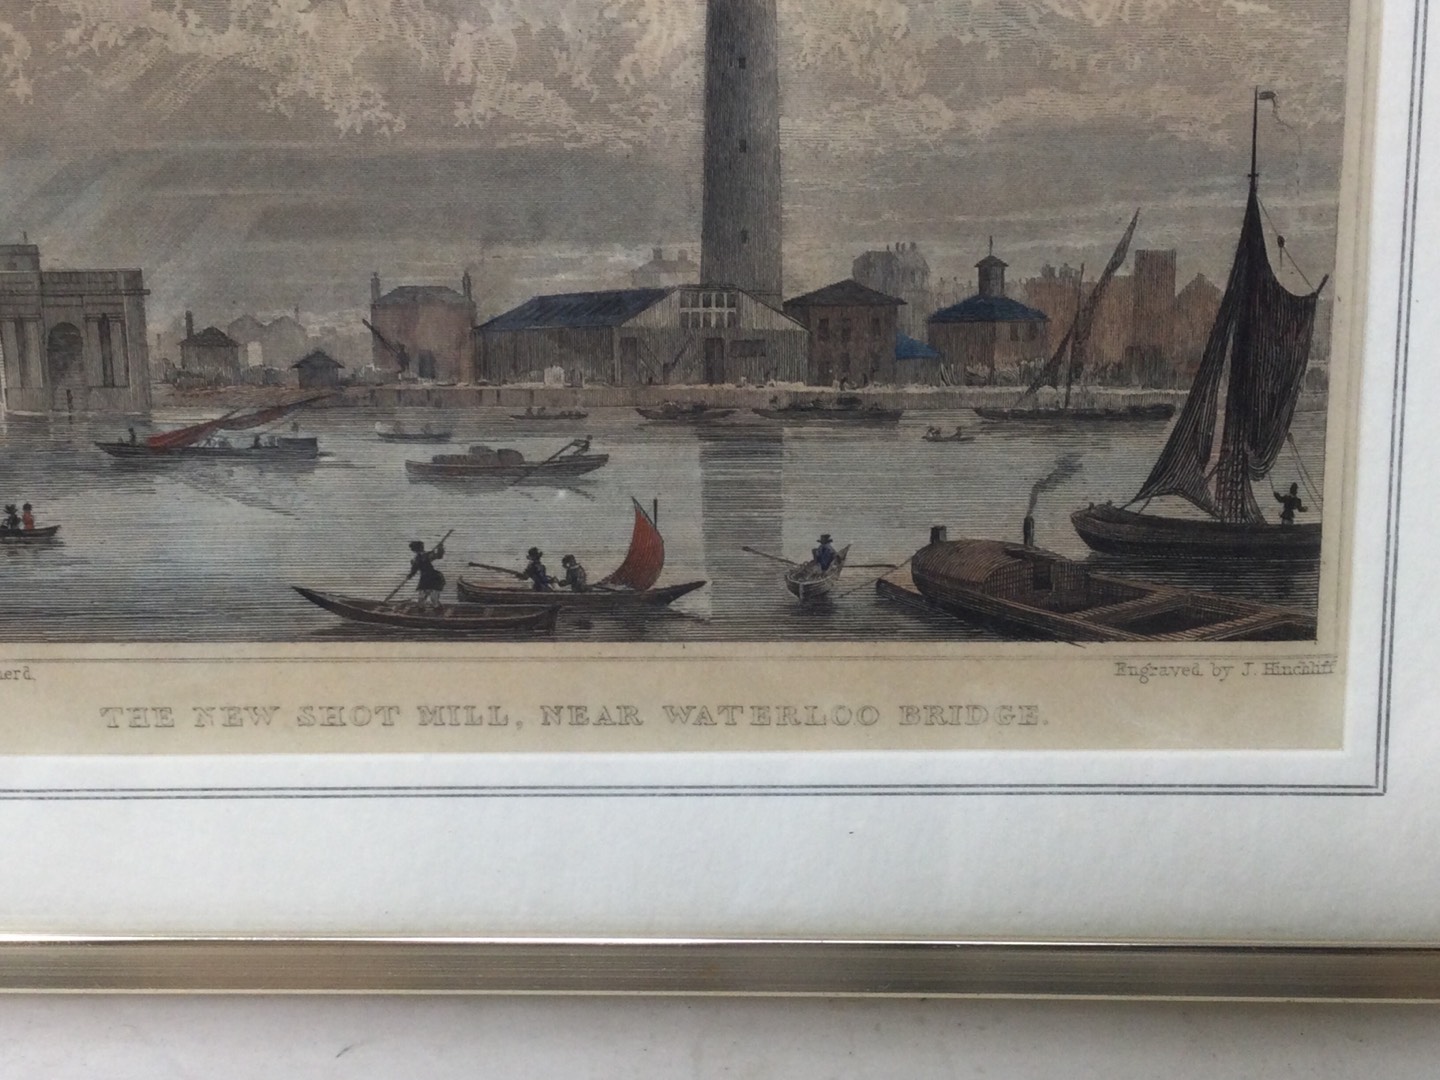 Engraved by J. Hinchliff
THE NEW SHOT MILL, NEAR WATERLOO BRIDGE.